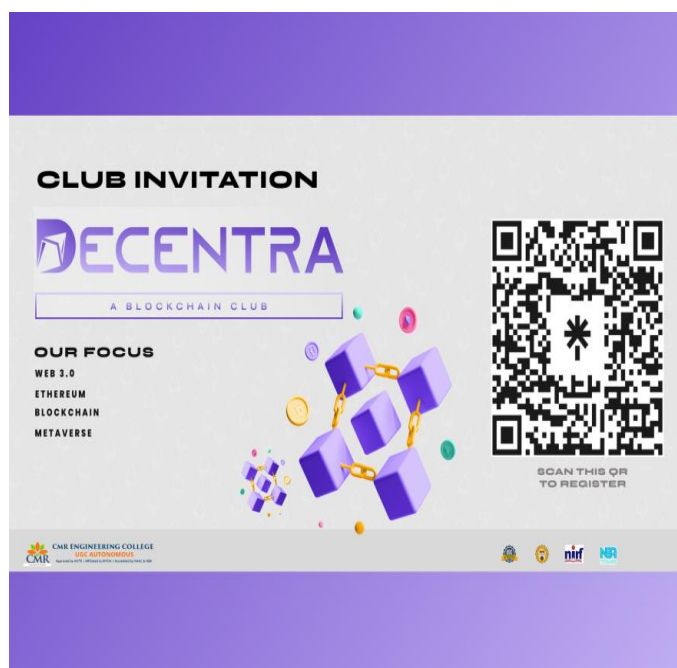 CLUB INVITATION
DECENTRA
A BLOCKCHAIN CLUB
OUR FOCUS
WEB 3.0
ETHEREUM
BLOCKCHAIN
METAVERSE
SCAN THIS QR
TO REGISTER
CMR
CMR ENGINEERING COLLEGE
UGC AUTONOMOUS
nirf